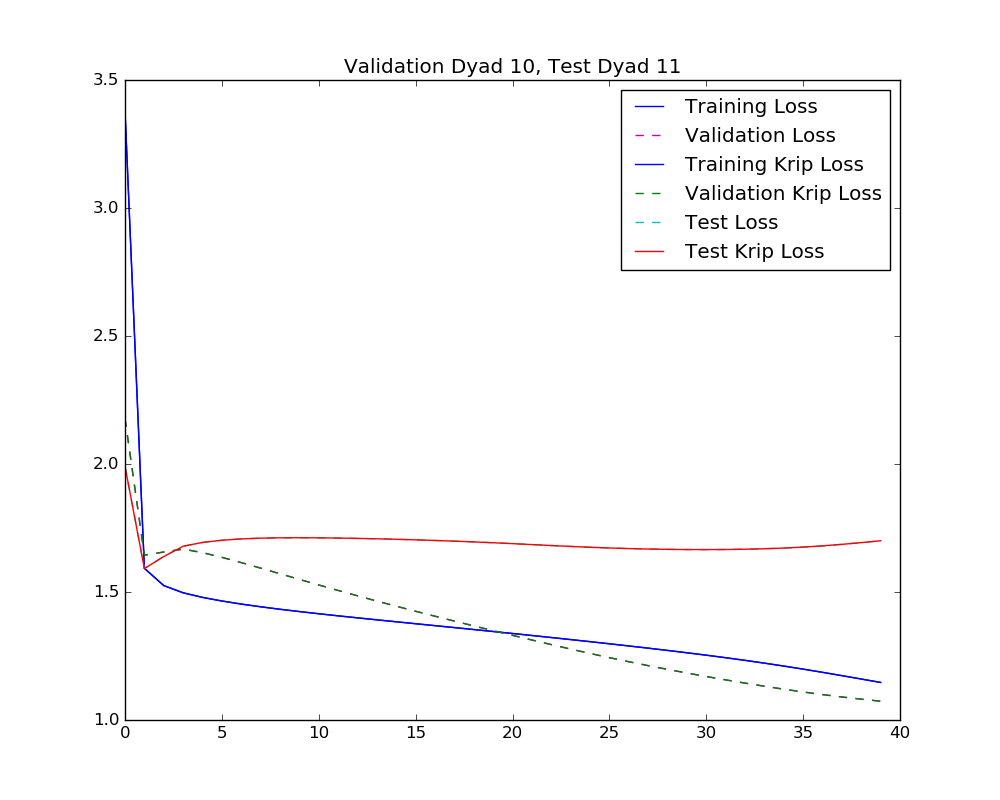 Validation Dyad 10, Test Dyad 11
3.5
3.0
2.5
2.0
1.5
1.0
0 5 10 15 20 25 30 35 40
Training Loss
Validation Loss
Training Krip Loss
Validation Krip Loss
Test Loss
Test Krip Loss